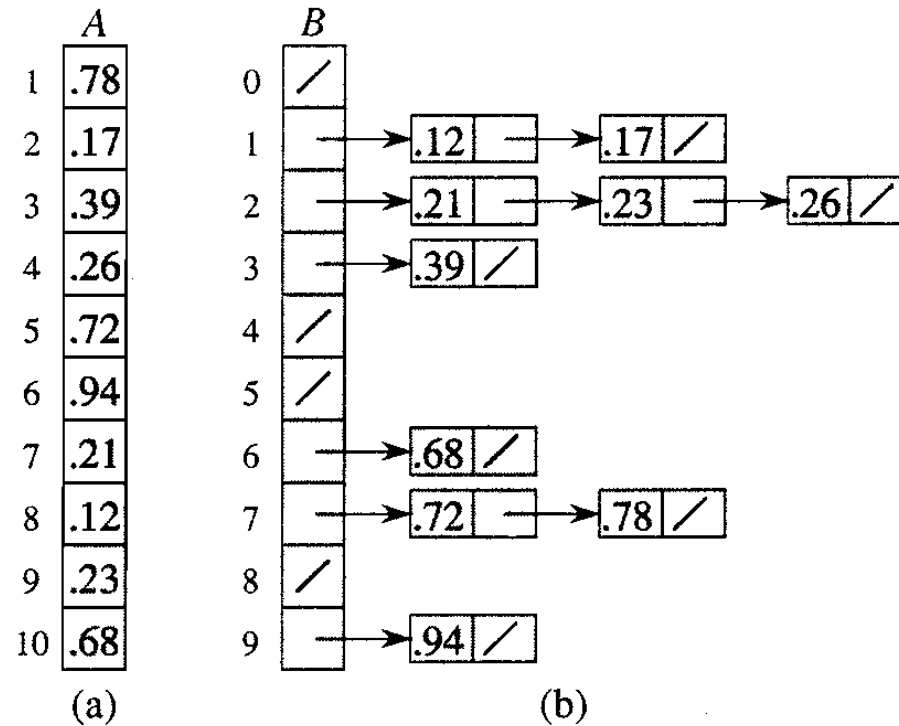 A B
1 .78 0
2 .17 1 .12 .17
3 .39 2 .21 .23 .26
4 .26 3 .39
5 .72 4
6 .94 5
7 .21 6 .68
8 .12 7 .72 .78
9 .23 8
10 .68 9 .94
(a) (b)